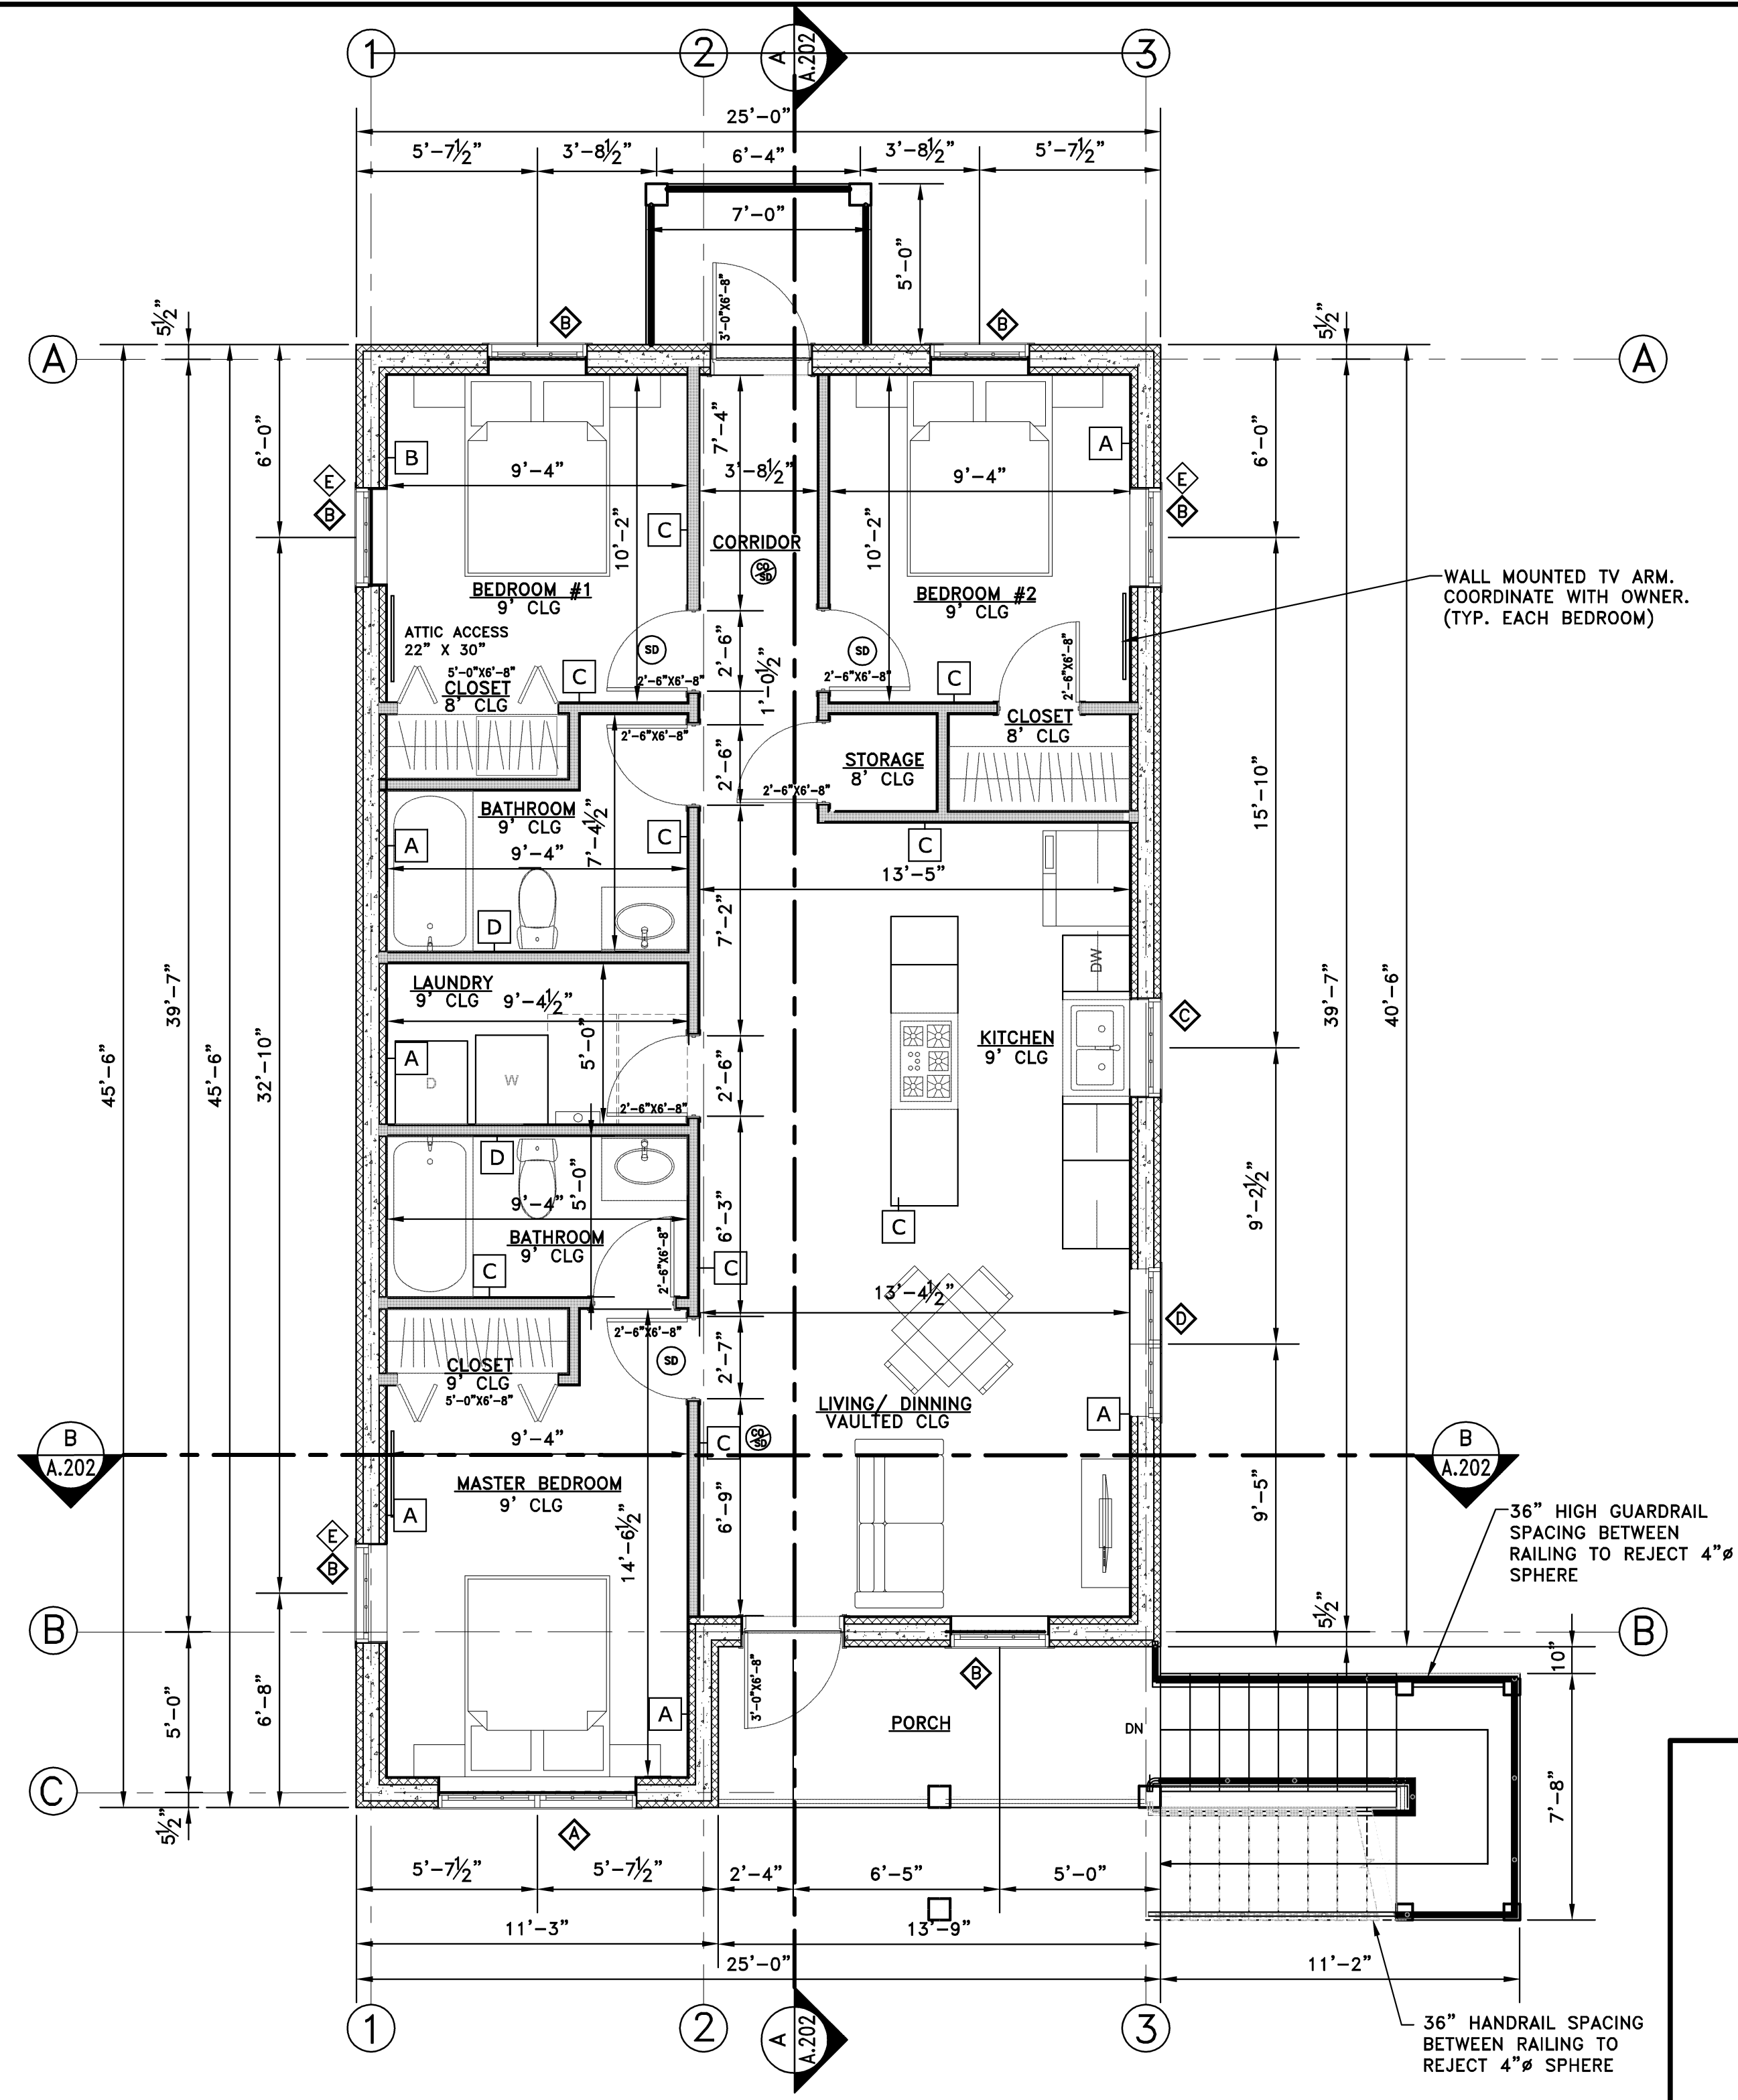 1
2
A
A.202
3
25'-0"
5'-7½"
3'-8½"
6'-4"
3'-8½"
5'-7½"
7'-0"
5'-0"
3'-0"X6'-8"
5½"
B
B
5½"
A
A
6'-0"
7'-4"
6'-0"
B
9'-4"
3'-8½"
9'-4"
A
E
B
E
B
C
10'-2"
10'-2"
CORRIDOR
CO
SD
WALL MOUNTED TV ARM.
COORDINATE WITH OWNER.
(TYP. EACH BEDROOM)
BEDROOM #1
9' CLG
BEDROOM #2
9' CLG
ATTIC ACCESS
22" X 30"
SD
SD
2'-6"
1'-0½"
5'-0"X6'-8"
CLOSET
8' CLG
C
2'-6"X6'-8"
2'-6"X6'-8"
C
2'-6"X6'-8"
CLOSET
8' CLG
2'-6"X6'-8"
2'-6"
STORAGE
8' CLG
2'-6"X6'-8"
15'-10"
BATHROOM
9' CLG
7'-4½"
A
9'-4"
C
C
13'-5"
D
7'-2"
DW
39'-7"
45'-6"
45'-6"
32'-10"
39'-7"
40'-6"
LAUNDRY
9' CLG
9'-4½"
5'-0"
A
D
W
2'-6"
2'-6"X6'-8"
KITCHEN
9' CLG
C
D
9'-4"
5'-0"
6'-3"
C
9'-2½"
BATHROOM
9' CLG
C
2'-6"X6'-8"
C
13'-4½"
D
2'-6"X6'-8"
SD
2'-7"
CLOSET
9' CLG
5'-0"X6'-8"
LIVING/ DINNING
VAULTED CLG
A
9'-4"
C
CO
SD
B
A.202
B
A.202
MASTER BEDROOM
9' CLG
A
14'-6½"
6'-9"
9'-5"
36" HIGH GUARDRAIL
SPACING BETWEEN
RAILING TO REJECT 4"ø
SPHERE
E
B
B
B
5½"
10"
5'-0"
6'-8"
A
3'-0"X6'-8"
B
PORCH
DN
7'-8"
C
5½"
A
5'-7½"
5'-7½"
2'-4"
6'-5"
5'-0"
11'-3"
13'-9"
25'-0"
11'-2"
1
2
A
A.202
3
36" HANDRAIL SPACING
BETWEEN RAILING TO
REJECT 4"ø SPHERE